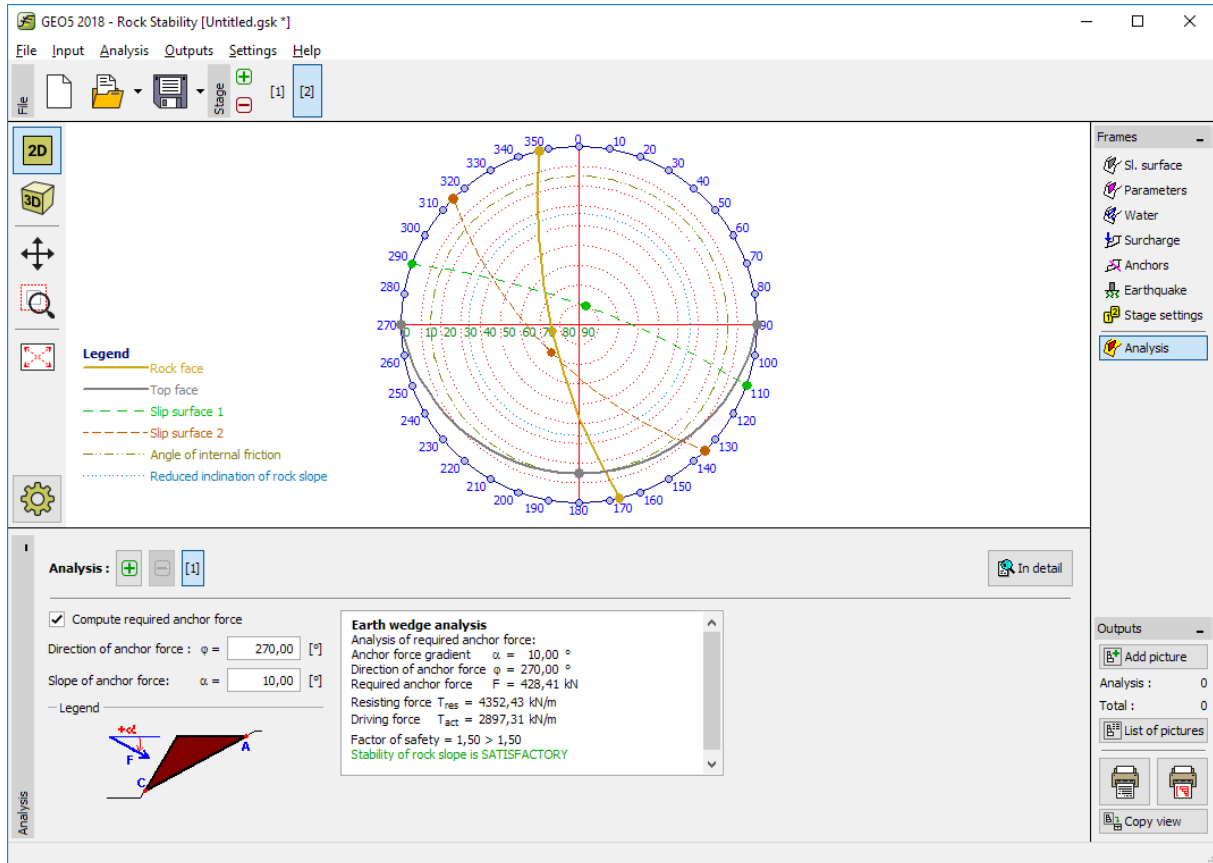 GEO5 2018 - Rock Stability [Untitled.gsk *]
File Input Analysis Outputs Settings Help
File
Stage
[1] [2]
2D
3D
0
10
20
30
40
50
60
70
80
90
100
110
120
130
140
150
160
170
180
190
200
210
220
230
240
250
260
270
280
290
300
310
320
330
340
350
0 10 20 30 40 50 60 70 80 90
Legend
Rock face
Top face
Slip surface 1
Slip surface 2
Angle of internal friction
Reduced inclination of rock slope
Frames
Sl. surface
Parameters
Water
Surcharge
Anchors
Earthquake
Stage settings
Analysis
Analysis
Analysis : [1]
In detail
Compute required anchor force
Direction of anchor force : φ = 270,00 [°]
Slope of anchor force: α = 10,00 [°]
Legend
+α
F
A
C
Earth wedge analysis
Analysis of required anchor force:
Anchor force gradient α = 10,00 °
Direction of anchor force φ = 270,00 °
Required anchor force F = 428,41 kN
Resisting force Tres = 4352,43 kN/m
Driving force Tact = 2897,31 kN/m
Factor of safety = 1,50 > 1,50
Stability of rock slope is SATISFACTORY
Outputs
Add picture
Analysis : 0
Total : 0
List of pictures
Copy view